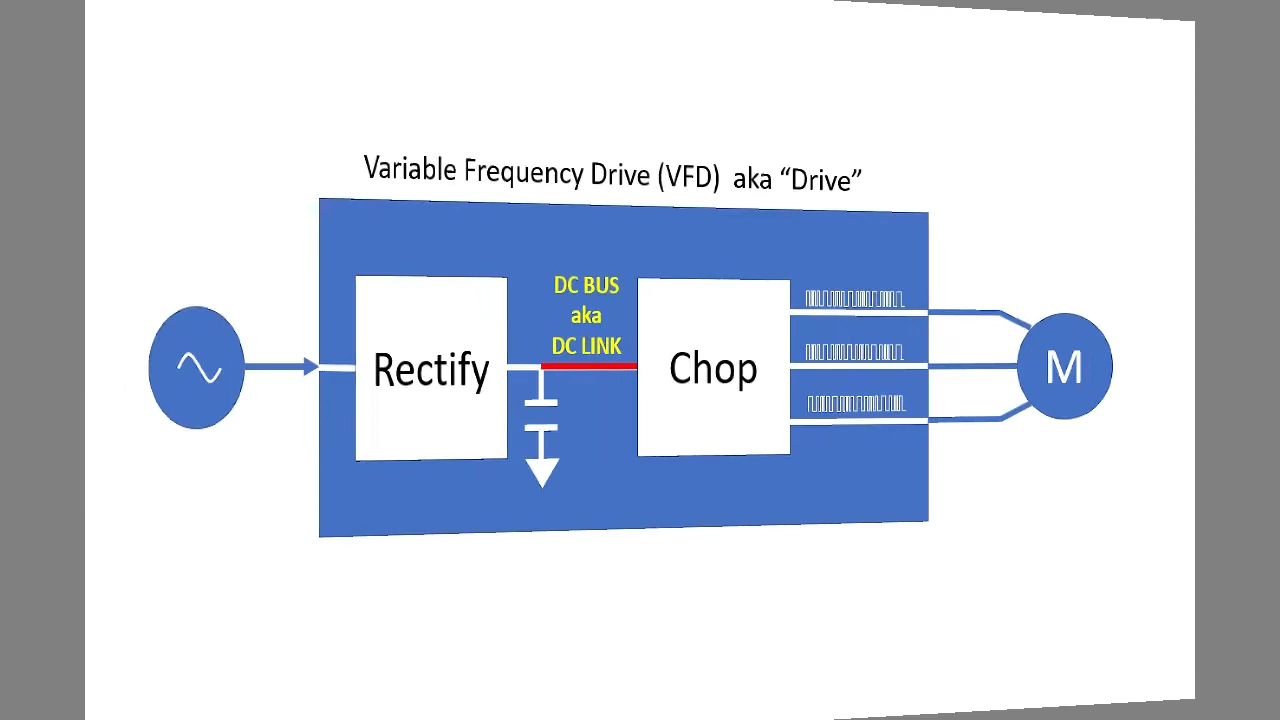 Variable Frequency Drive (VFD) aka “Drive”
DC BUS
aka
DC LINK
Rectify
Chop
M